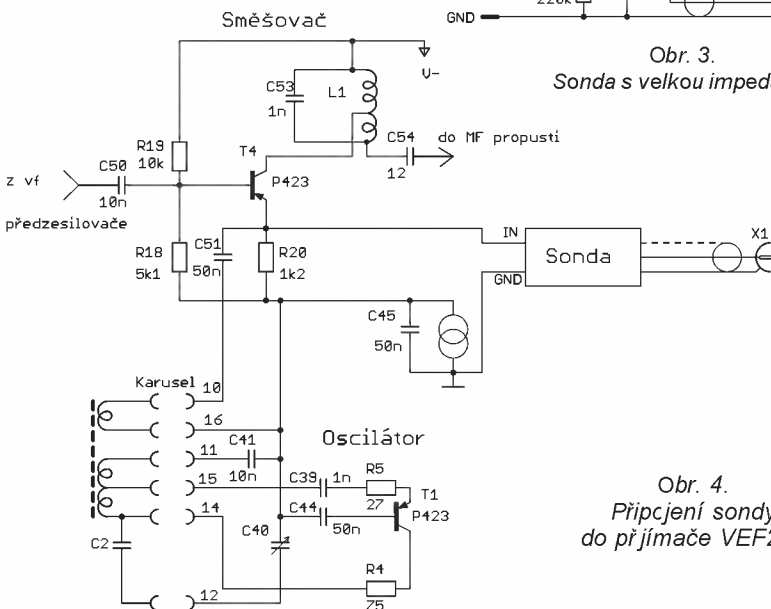 220k
GND
Směšovač
Obr. 3.
Sonda s velkou
U-
C53
1n
L1
T4
P423
C54
12
do MF propusti
R19
10k
C50
10n
z vf
předzesilovače
R18
5k1
C51
50n
R20
1k2
IN
GND
Sonda
X1
C45
50n
Karusel
10
16
11
15
14
12
C41
10n
Oscilátor
C39
1n
R5
27
T1
P423
C44
50n
C40
C2
R4
75
Obr. 4.
Připojení sondy
do přijímače